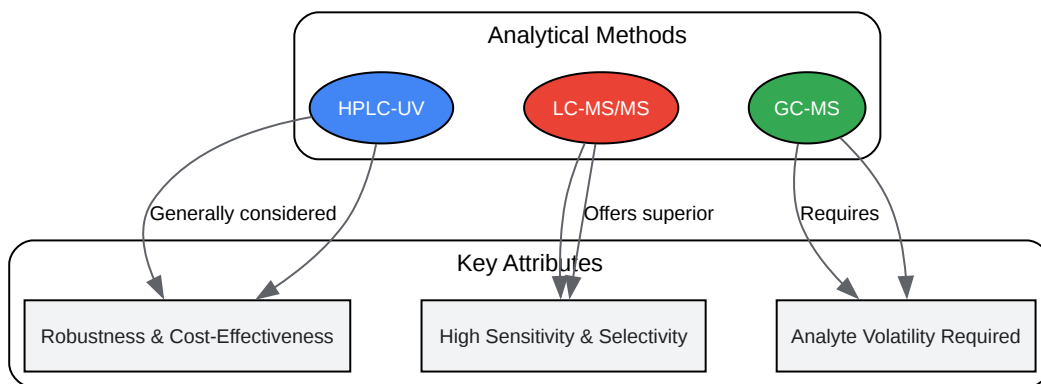 Analytical Methods
HPLC-UV
LC-MS/MS
GC-MS
Generally considered
Offers superior
Requires
Key Attributes
Robustness & Cost-Effectiveness
High Sensitivity & Selectivity
Analyte Volatility Required